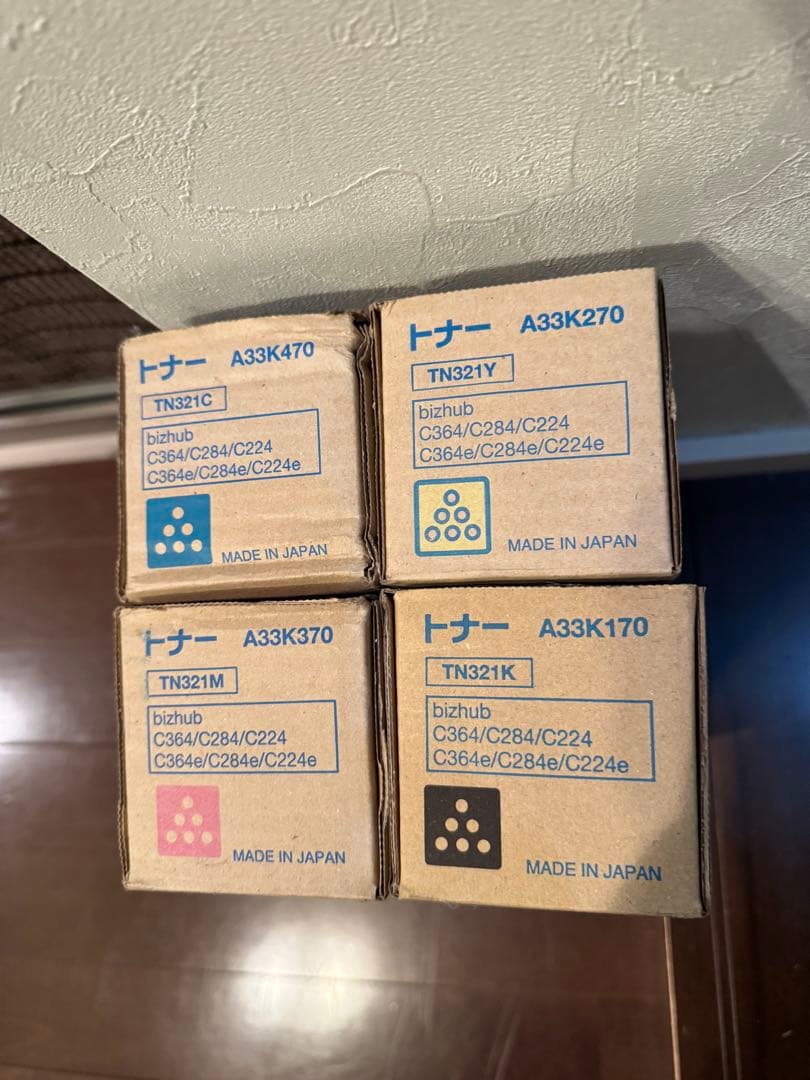 トナー A33K470
TN321C
bizhub
C364/C284/C224
C364e/C284e/C224e
MADE IN JAPAN
トナー A33K270
TN321Y
bizhub
C364/C284/C224
C364e/C284e/C224e
MADE IN JAPAN
トナー A33K370
TN321M
bizhub
C364/C284/C224
C364e/C284e/C224e
MADE IN JAPAN
トナー A33K170
TN321K
bizhub
C364/C284/C224
C364e/C284e/C224e
MADE IN JAPAN